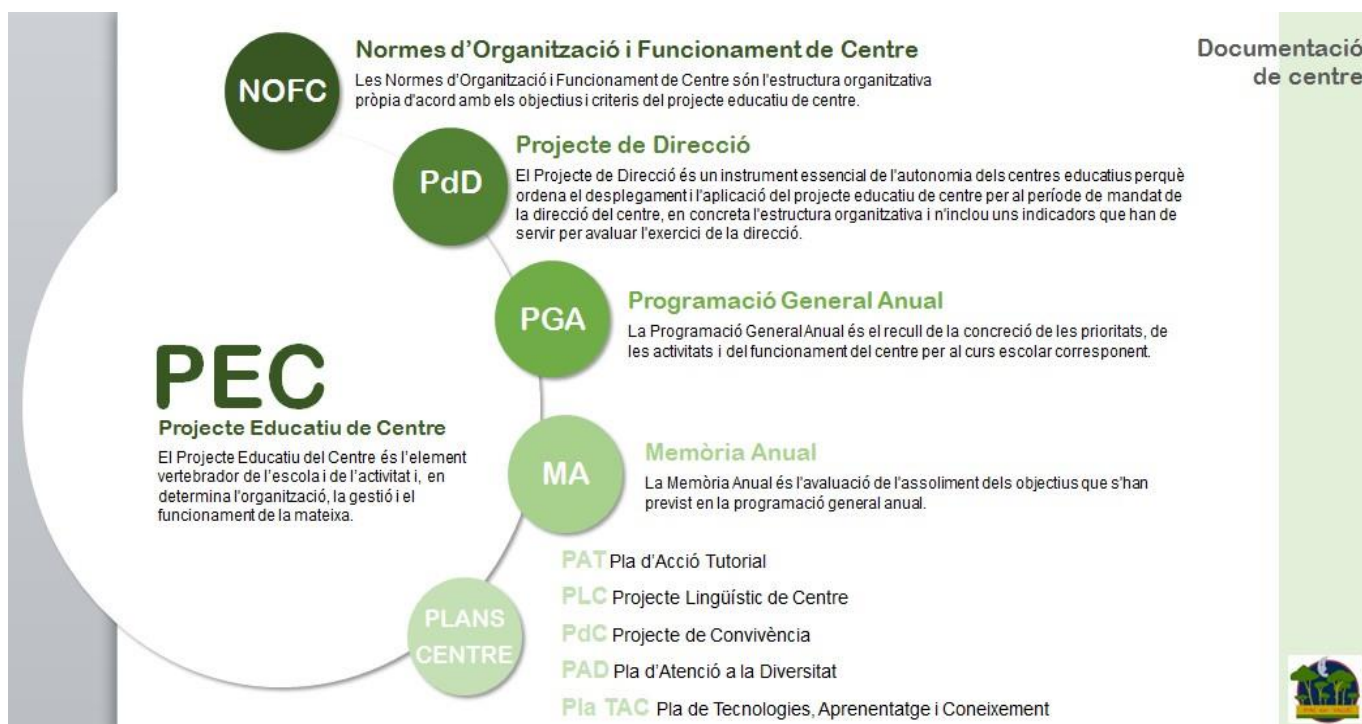 NOFC
Normes d'Organització i Funcionament de Centre
Les Normes d'Organització i Funcionament de Centre són l'estructura organitzativa
pròpia d'acord amb els objectius i criteris del projecte educatiu de centre.
Documentació
de centre
PdD
Projecte de Direcció
El Projecte de Direcció és un instrument essencial de l'autonomia dels centres educatius perquè
ordena el desplegament i l'aplicació del projecte educatiu de centre per al període de mandat de
la direcció del centre, en concreta l'estructura organitzativa i n'inclou uns indicadors que han de
servir per avaluar l'exercici de la direcció.
PGA
Programació General Anual
La Programació General Anual és el recull de la concreció de les prioritats, de
les activitats i del funcionament del centre per al curs escolar corresponent.
PEC
Projecte Educatiu de Centre
El Projecte Educatiu del Centre és l'element
vertebrador de l'escola i de l'activitat i, en
determina l'organització, la gestió i el
funcionament de la mateixa.
MA
Memòria Anual
La Memòria Anual és l'avaluació de l'assoliment dels objectius que s'han
previst en la programació general anual.
PLANS
CENTRE
PAT Pla d'Acció Tutorial
PLC Projecte Lingüístic de Centre
PdC Projecte de Convivència
PAD Pla d'Atenció a la Diversitat
Pla TAC Pla de Tecnologies, Aprenentatge i Coneixement